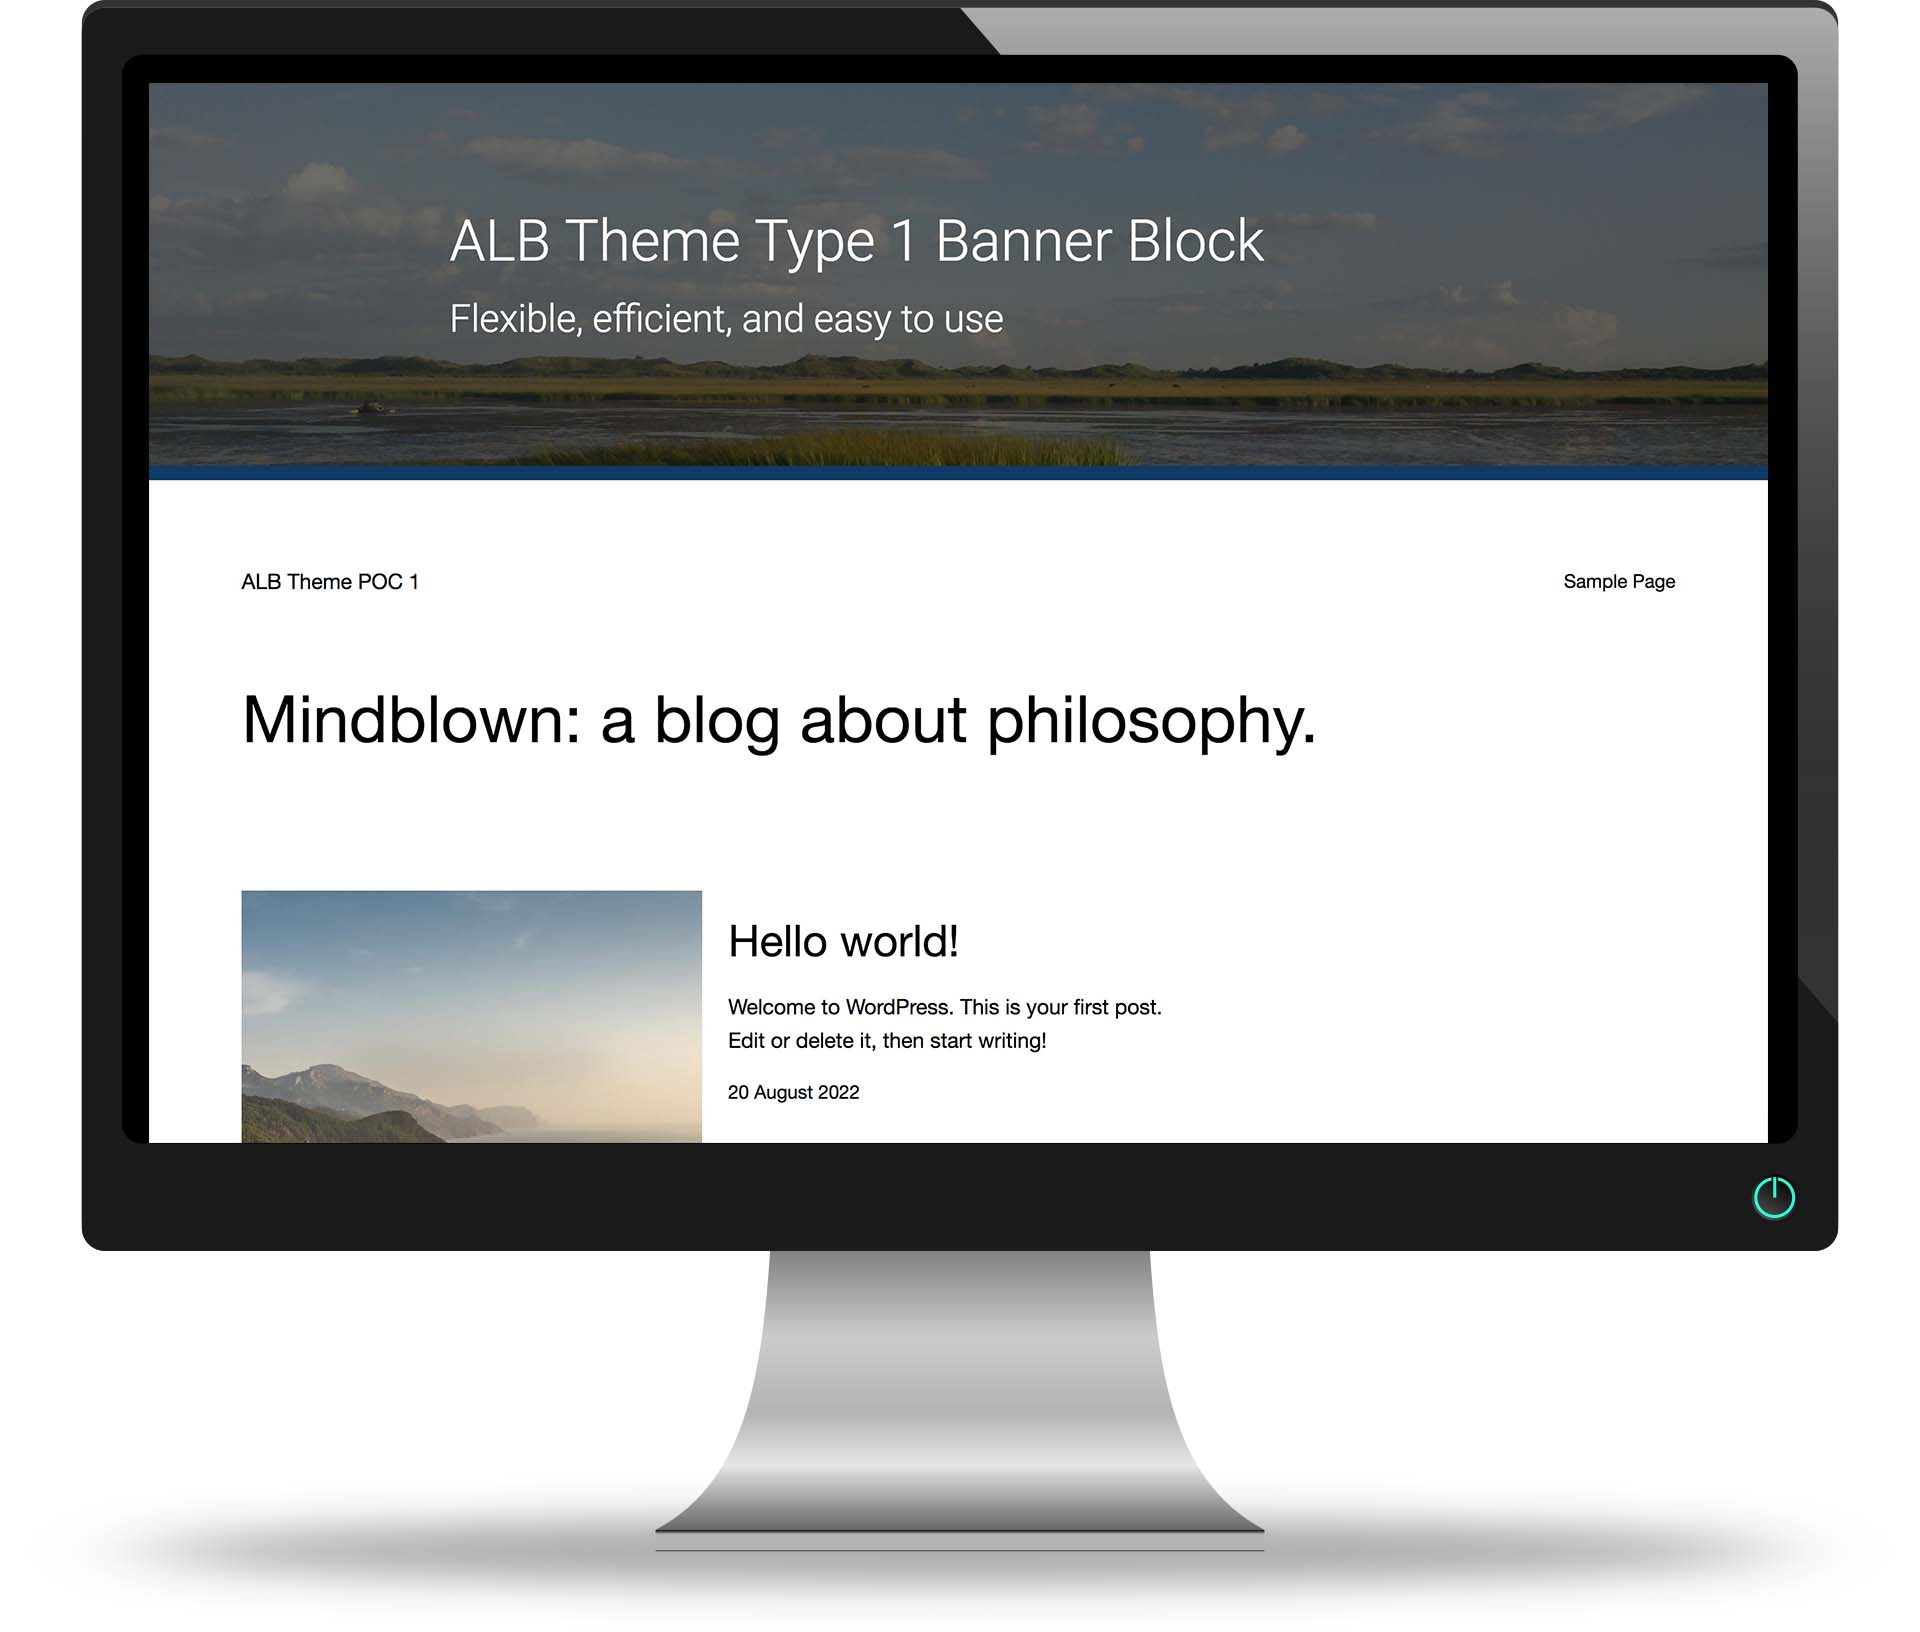 ALB Theme Type 1 Banner Block
Flexible, efficient, and easy to use
ALB Theme POC 1
Sample Page
Mindblown: a blog about philosophy.
Hello world!
Welcome to WordPress. This is your first post.
Edit or delete it, then start writing!
20 August 2022